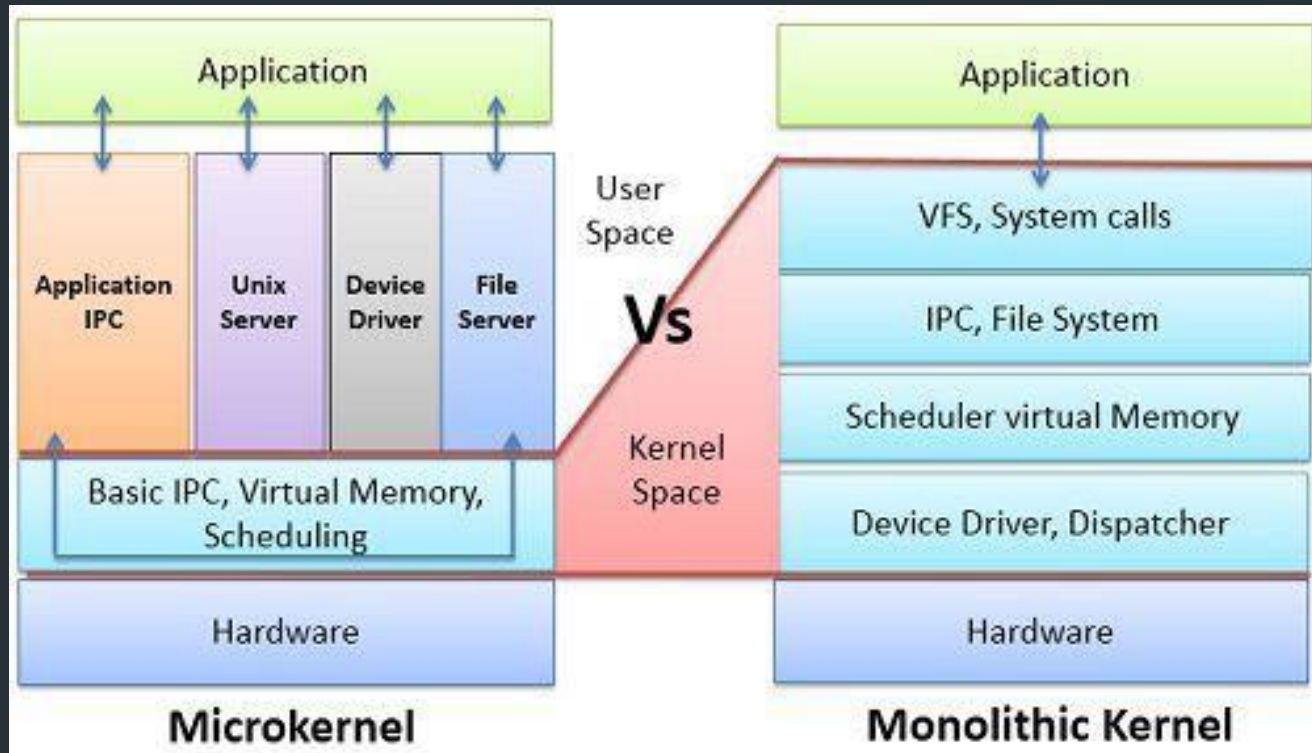 Application
Application
IPC
Unix
Server
Device
Driver
File
Server
Basic IPC, Virtual Memory,
Scheduling
Hardware
Microkernel
User
Space
Vs
Kernel
Space
Application
VFS, System calls
IPC, File System
Scheduler virtual Memory
Device Driver, Dispatcher
Hardware
Monolithic Kernel